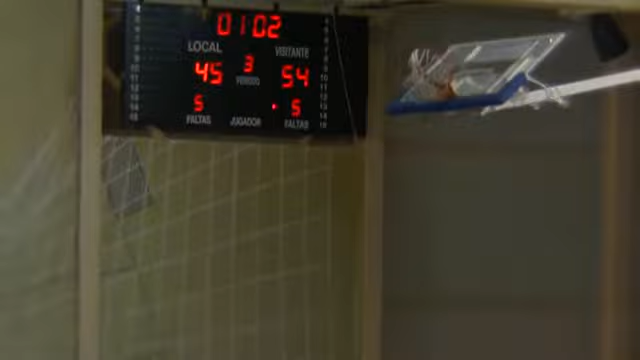 01:02
LOCAL VISITANTE
45 3 54
PERIODO
5 5
FALTAS JUGADOR FALTAS